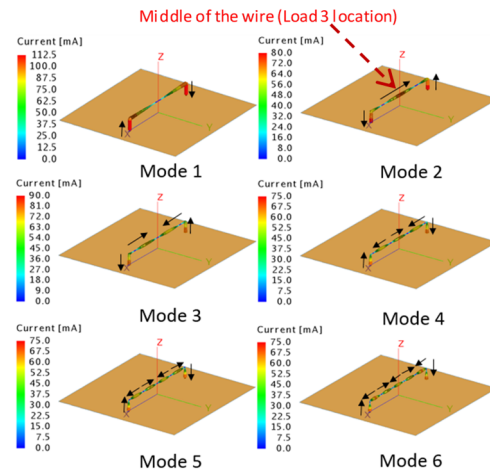 Middle of the wire (Load 3 location)
Current [mA]
112.5
100.0
87.5
75.0
62.5
50.0
37.5
25.0
12.5
0.0
Z
X
Y
Mode 1
Current [mA]
80.0
72.0
64.0
56.0
48.0
40.0
32.0
24.0
16.0
8.0
0.0
Z
X
Y
Mode 2
Current [mA]
90.0
81.0
72.0
63.0
54.0
45.0
36.0
27.0
18.0
9.0
0.0
Z
X
Y
Mode 3
Current [mA]
75.0
67.5
60.0
52.5
45.0
37.5
30.0
22.5
15.0
7.5
0.0
Z
X
Y
Mode 4
Current [mA]
75.0
67.5
60.0
52.5
45.0
37.5
30.0
22.5
15.0
7.5
0.0
Z
X
Y
Mode 5
Current [mA]
75.0
67.5
60.0
52.5
45.0
37.5
30.0
22.5
15.0
7.5
0.0
Z
X
Y
Mode 6